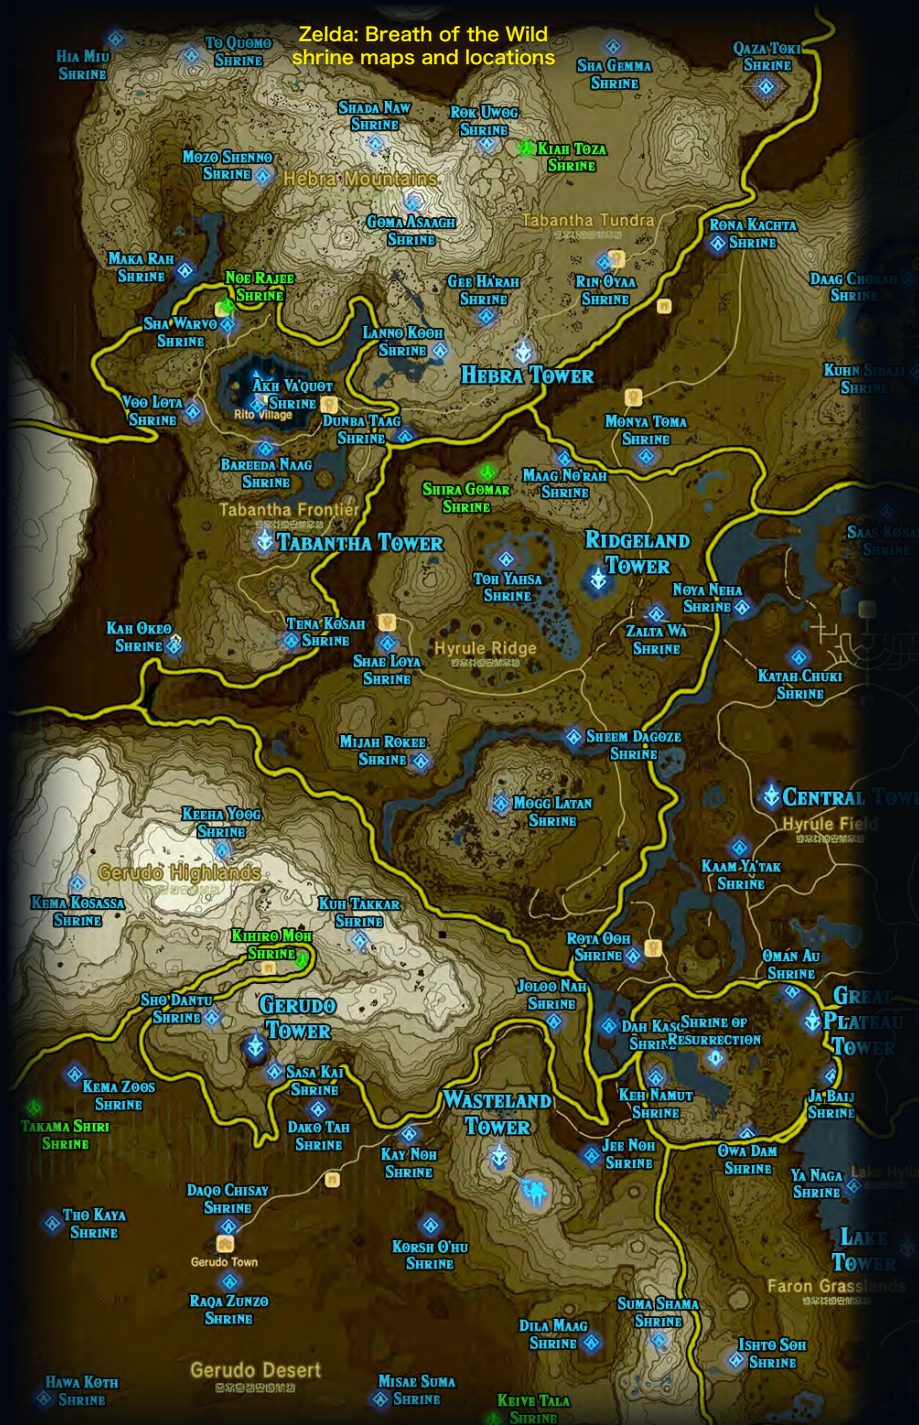 Zelda: Breath of the Wild
shrine maps and locations
Hia Miu
Shrine
To Quomo
Shrine
Sha Gemma
Shrine
Qaza Toki
Shrine
Shada Naw
Shrine
Rok Uwog
Shrine
Kiah Toza
Shrine
Mozo Shenno
Shrine
Hebra Mountains
Goma Asaagh
Shrine
Tabantha Tundra
Rona Kachta
Shrine
Maka Rah
Shrine
Noe Rajee
Shrine
Gee Ha'rah
Shrine
Rin Oyaa
Shrine
Daag Chokah
Shrine
Sha Warvo
Shrine
Lanno Kooh
Shrine
Hebra Tower
Kuhn Sidajj
Shrine
Akh Va'quot
Shrine
Rito Village
Voo Lota
Shrine
Dunba Taag
Shrine
Monya Toma
Shrine
Bareeda Naag
Shrine
Shira Gomar
Shrine
Maag No'rah
Shrine
Tabantha Frontier
Tabantha Tower
Ridgeland
Tower
Saas Ko'sa
Shrine
Toh Yahsa
Shrine
Noya Neha
Shrine
Kah Okeo
Shrine
Tena Ko'sah
Shrine
Zalta Wa
Shrine
Shae Loya
Shrine
Hyrule Ridge
Katah Chuki
Shrine
Mijah Rokee
Shrine
Sheem Dagoze
Shrine
Mogg Latan
Shrine
Central Tow
Hyrule Field
Keeha Yoog
Shrine
Gerudo Highlands
Kaam Ya'tak
Shrine
Kema Kosassa
Shrine
Kuh Takkar
Shrine
Kihiro Moh
Shrine
Rota Ooh
Shrine
Oman Au
Shrine
Sho Dantu
Shrine
Gerudo
Tower
Joloo Nah
Shrine
Dah Kaso
Shrine
Shrine of
Resurrection
Great
Plateau
Tower
Kema Zoos
Shrine
Sasa Kai
Shrine
Wasteland
Tower
Keh Namut
Shrine
Ja Baij
Shrine
Takama Shiri
Shrine
Dako Tah
Shrine
Kay Noh
Shrine
Jee Noh
Shrine
Owa Dam
Shrine
Ya Naga
Shrine
Lake Hylia
Daqo Chisay
Shrine
Tho Kaya
Shrine
Gerudo Town
Korsh O'hu
Shrine
Lake
Tower
Faron Grasslands
Raqa Zunzo
Shrine
Suma Shama
Shrine
Dila Maag
Shrine
Ishto Soh
Shrine
Gerudo Desert
Hawa Koth
Shrine
Misae Suma
Shrine
Keive Tala
Shrine